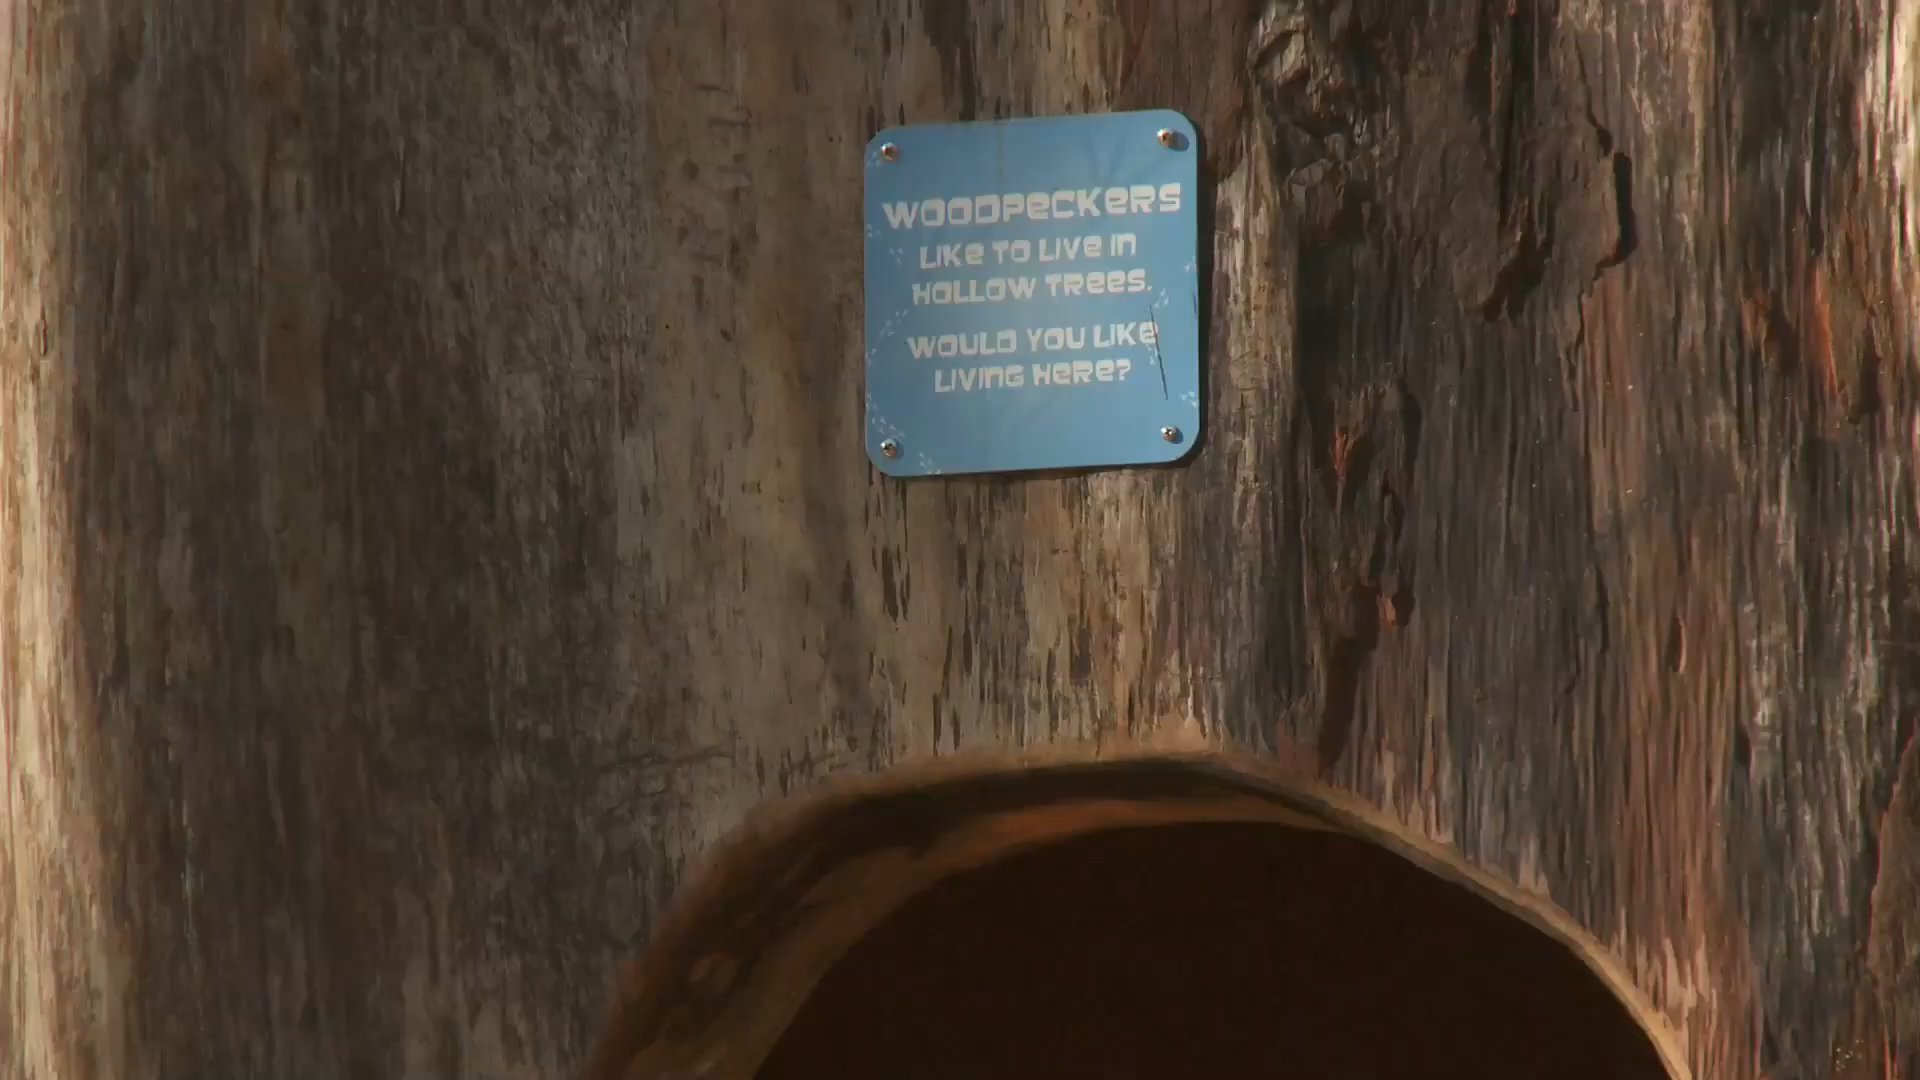 WOODPECKERS
LIKE TO LIVE IN
HOLLOW TREES.
WOULD YOU LIKE
LIVING HERE?